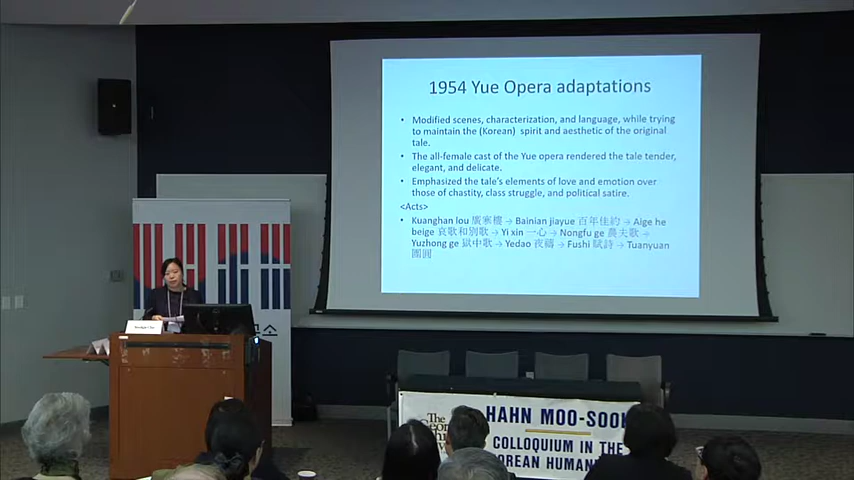 1954 Yue Opera adaptations
• Modified scenes, characterization, and language, while trying
to maintain the (Korean) spirit and aesthetic of the original
tale.
• The all-female cast of the Yue opera rendered the tale tender,
elegant, and delicate.
• Emphasized the tale's elements of love and emotion over
those of chastity, class struggle, and political satire.
<Acts>
• Kuanghan lou 廣寒樓 → Bainian jiayue 百年佳約 → Aige he
beige 哀歌和別歌 → Yi xin 一心 → Nongfu ge 農夫歌 →
Yuzhong ge 獄中歌 → Yedao 夜禱 → Fushi 賦詩 → Tuanyuan
團圓
The
HAHN MOO-SOOK
COLLOQUIUM IN THE
KOREAN HUMANI